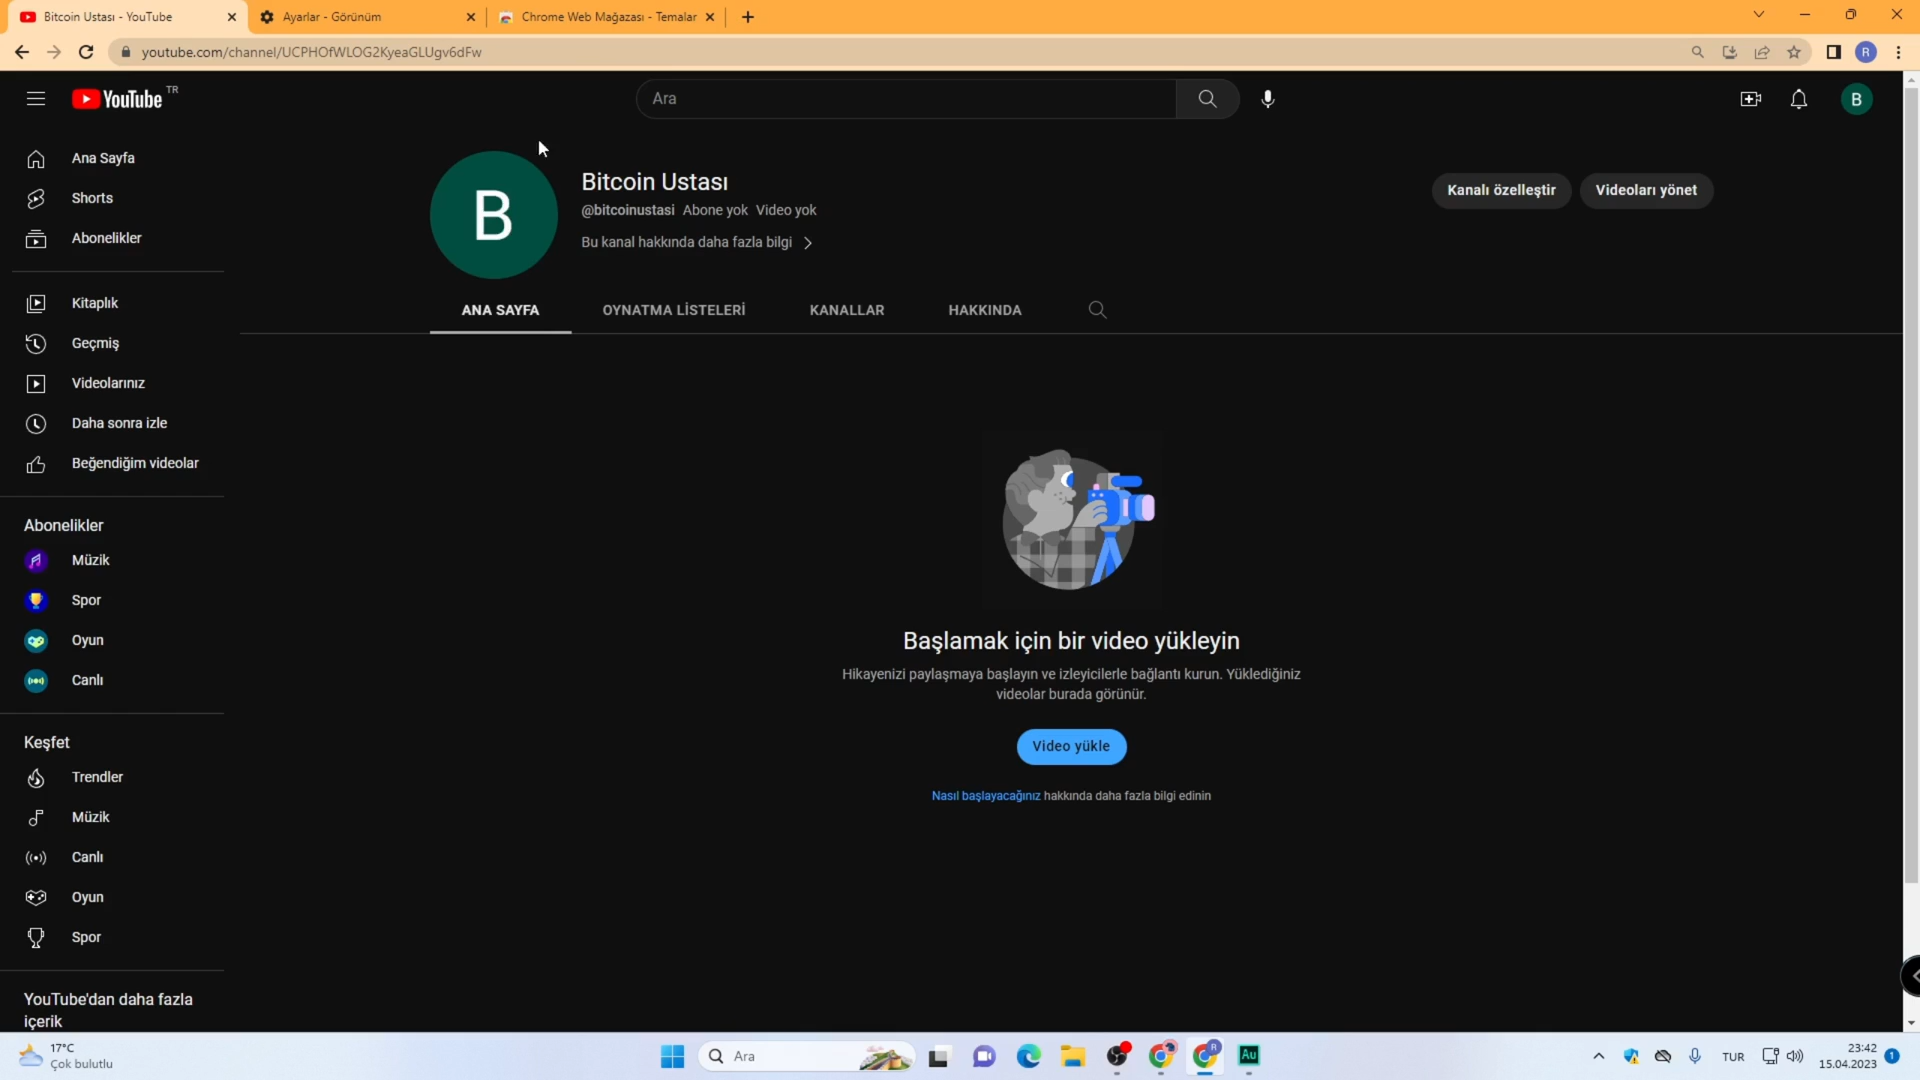 Bitcoin Ustası - YouTube
Ayarlar - Görünüm
Chrome Web Mağazası - Temalar
youtube.com/channel/UCPHOfWLOG2KyeaGLUgv6dFw
R
YouTube TR
Ara
B
Ana Sayfa
Shorts
Abonelikler
Kitaplık
Geçmiş
Videolarınız
Daha sonra izle
Beğendiğim videolar
Abonelikler
Müzik
Spor
Oyun
Canlı
Keşfet
Trendler
Müzik
Canlı
Oyun
Spor
YouTube'dan daha fazla
içerik
B
Bitcoin Ustası
@bitcoinustasi Abone yok Video yok
Bu kanal hakkında daha fazla bilgi
Kanalı özelleştir
Videoları yönet
ANA SAYFA
OYNATMA LİSTELERİ
KANALLAR
HAKKINDA
Başlamak için bir video yükleyin
Hikayenizi paylaşmaya başlayın ve izleyicilerle bağlantı kurun. Yüklediğiniz
videolar burada görünür.
Video yükle
Nasıl başlayacağınız hakkında daha fazla bilgi edinin
17°C
Çok bulutlu
Ara
R
Au
TUR
23:42
15.04.2023
1